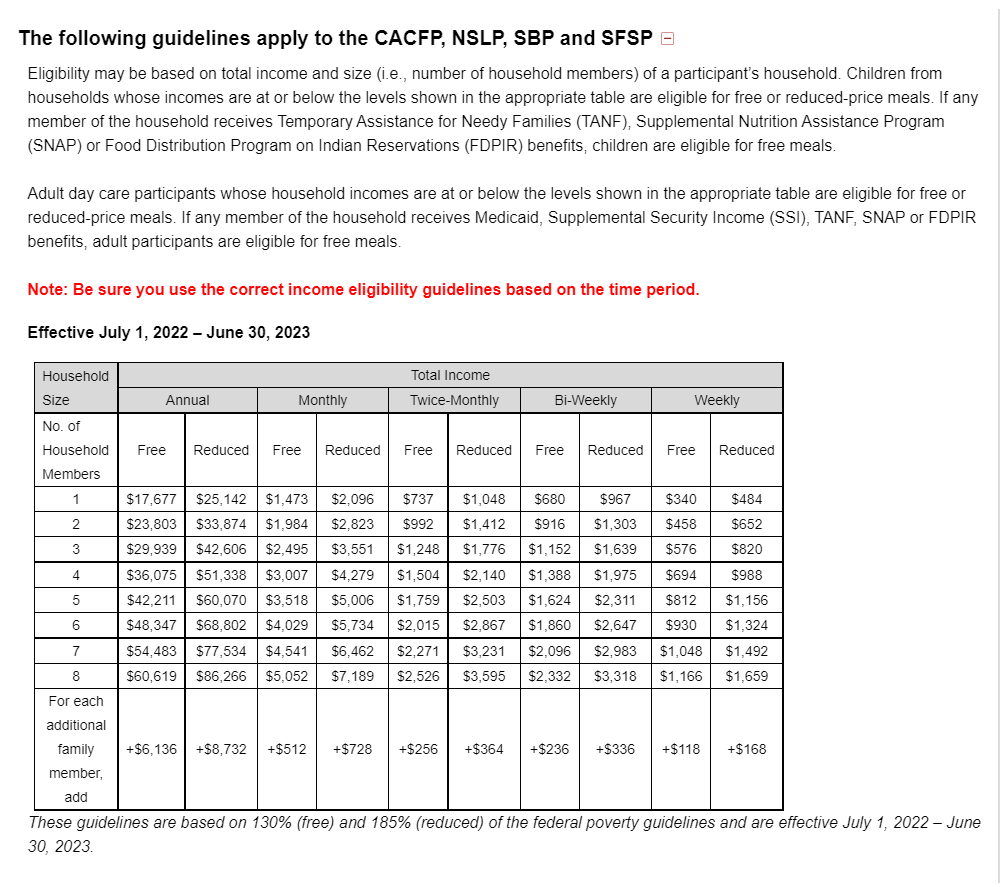 The following guidelines apply to the CACFP, NSLP, SBP and SFSP
Eligibility may be based on total income and size (i.e., number of household members) of a participant's household. Children from
households whose incomes are at or below the levels shown in the appropriate table are eligible for free or reduced-price meals. If any
member of the household receives Temporary Assistance for Needy Families (TANF), Supplemental Nutrition Assistance Program
(SNAP) or Food Distribution Program on Indian Reservations (FDPIR) benefits, children are eligible for free meals.
Adult day care participants whose household incomes are at or below the levels shown in the appropriate table are eligible for free or
reduced-price meals. If any member of the household receives Medicaid, Supplemental Security Income (SSI), TANF, SNAP or FDPIR
benefits, adult participants are eligible for free meals.
Note: Be sure you use the correct income eligibility guidelines based on the time period.
Effective July 1, 2022 – June 30, 2023
Household Total Income
Size Annual Monthly Twice-Monthly Bi-Weekly Weekly
No. of
Household Free Reduced Free Reduced Free Reduced Free Reduced Free Reduced
Members
1 $17,677 $25,142 $1,473 $2,096 $737 $1,048 $680 $967 $340 $484
2 $23,803 $33,874 $1,984 $2,823 $992 $1,412 $916 $1,303 $458 $652
3 $29,939 $42,606 $2,495 $3,551 $1,248 $1,776 $1,152 $1,639 $576 $820
4 $36,075 $51,338 $3,007 $4,279 $1,504 $2,140 $1,388 $1,975 $694 $988
5 $42,211 $60,070 $3,518 $5,006 $1,759 $2,503 $1,624 $2,311 $812 $1,156
6 $48,347 $68,802 $4,029 $5,734 $2,015 $2,867 $1,860 $2,647 $930 $1,324
7 $54,483 $77,534 $4,541 $6,462 $2,271 $3,231 $2,096 $2,983 $1,048 $1,492
8 $60,619 $86,266 $5,052 $7,189 $2,526 $3,595 $2,332 $3,318 $1,166 $1,659
For each
additional
family +$6,136 +$8,732 +$512 +$728 +$256 +$364 +$236 +$336 +$118 +$168
member,
add
These guidelines are based on 130% (free) and 185% (reduced) of the federal poverty guidelines and are effective July 1, 2022 – June
30, 2023.